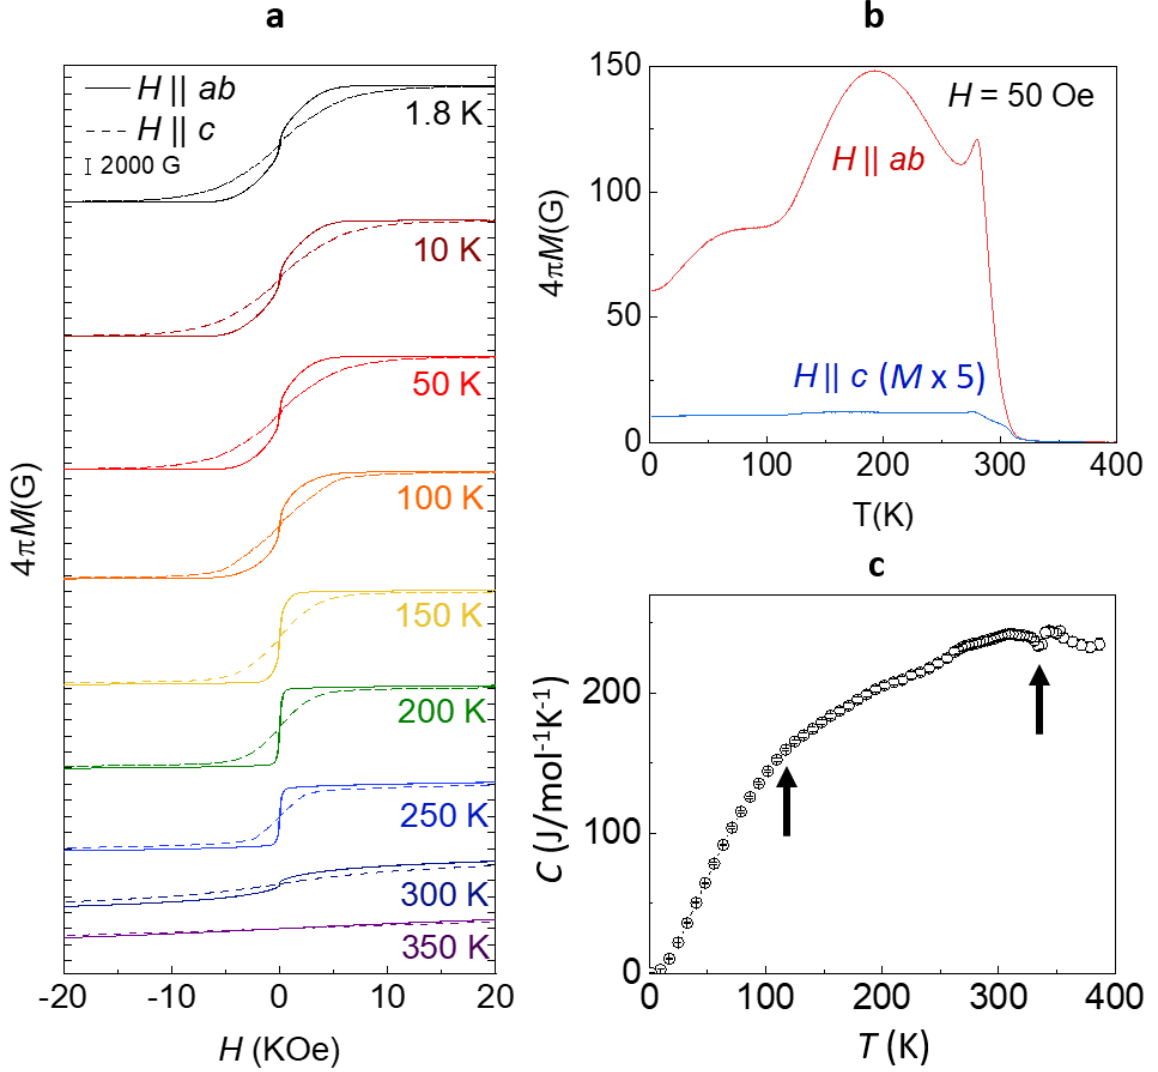 a
H || ab
H || c
2000 G
1.8 K
10 K
50 K
100 K
150 K
200 K
250 K
300 K
350 K
4πM(G)
-20 -10 0 10 20
H (KOe)
b
150
100
50
0
H = 50 Oe
H || ab
H || c (M x 5)
4πM(G)
0 100 200 300 400
T(K)
c
200
100
0
C (J/mol⁻¹K⁻¹)
0 100 200 300 400
T (K)